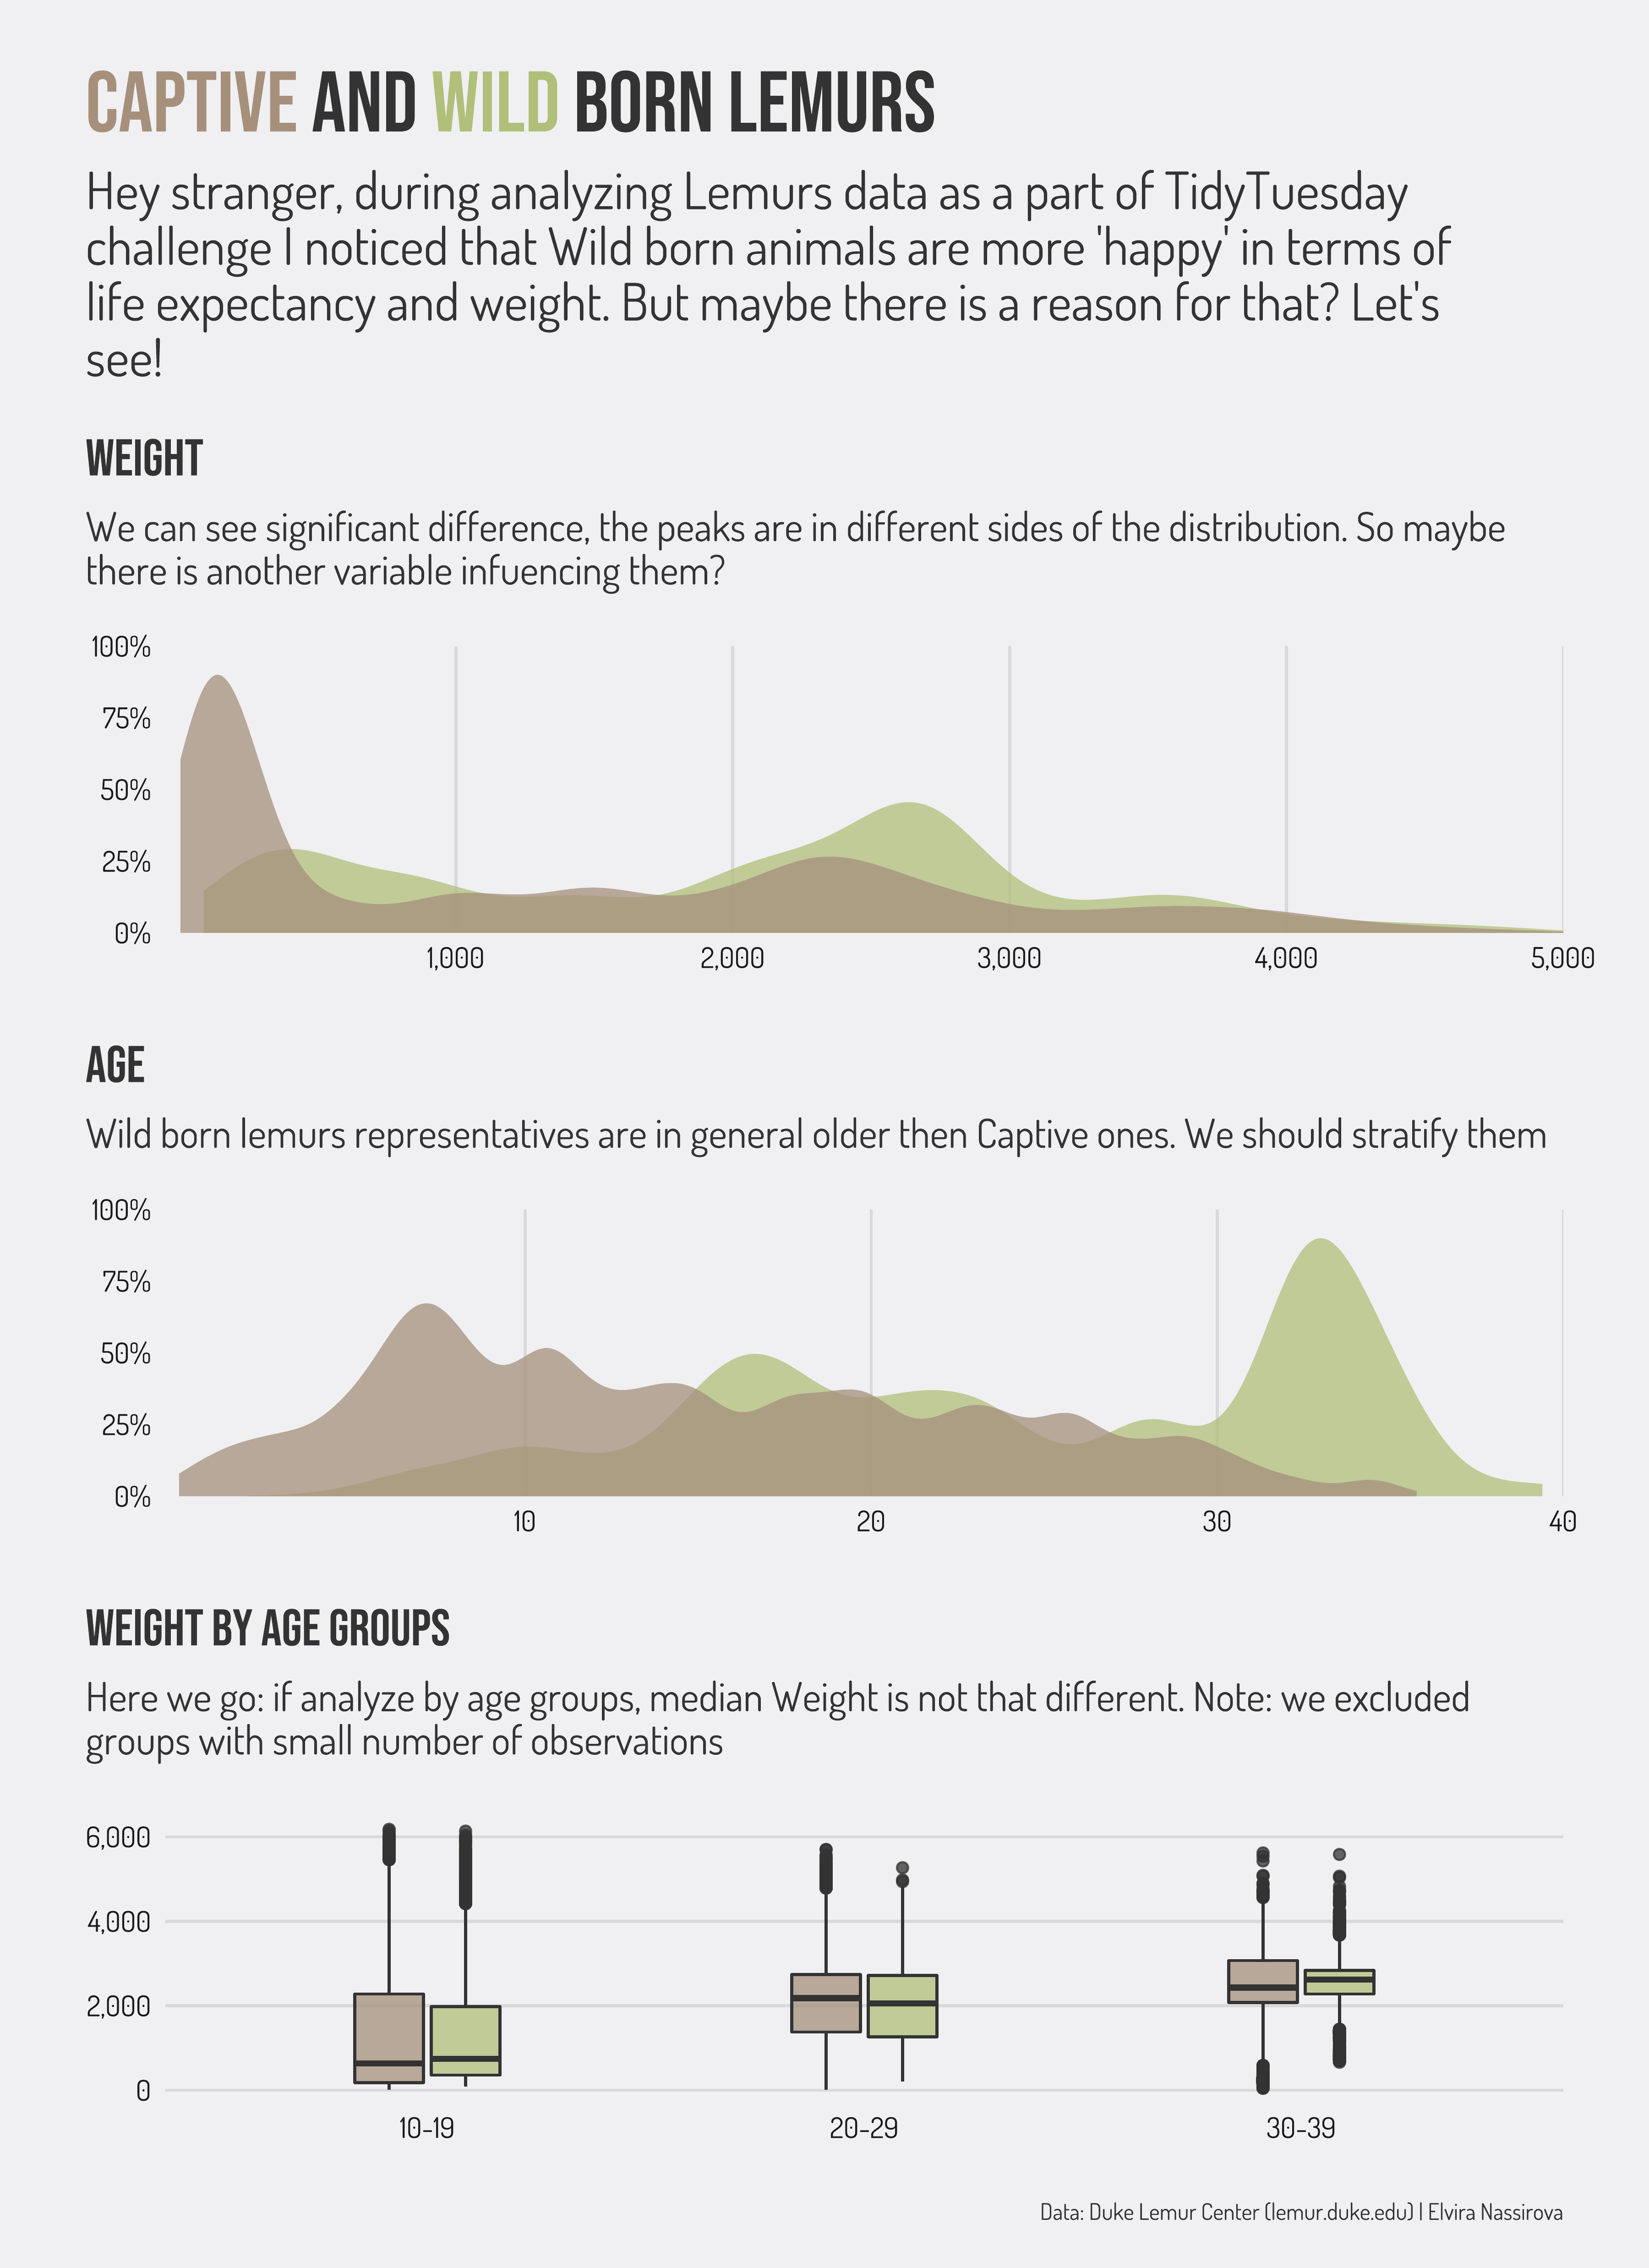 CAPTIVE AND WILD BORN LEMURS
Hey stranger, during analyzing Lemurs data as a part of TidyTuesday
challenge I noticed that Wild born animals are more 'happy' in terms of
life expectancy and weight. But maybe there is a reason for that? Let's
see!
WEIGHT
We can see significant difference, the peaks are in different sides of the distribution. So maybe
there is another variable infuencing them?
100%
75%
50%
25%
0%
1,000 2,000 3,000 4,000 5,000
AGE
Wild born lemurs representatives are in general older then Captive ones. We should stratify them
100%
75%
50%
25%
0%
10 20 30 40
WEIGHT BY AGE GROUPS
Here we go: if analyze by age groups, median Weight is not that different. Note: we excluded
groups with small number of observations
6,000
4,000
2,000
0
10-19 20-29 30-39
Data: Duke Lemur Center (lemur.duke.edu) | Elvira Nassirova